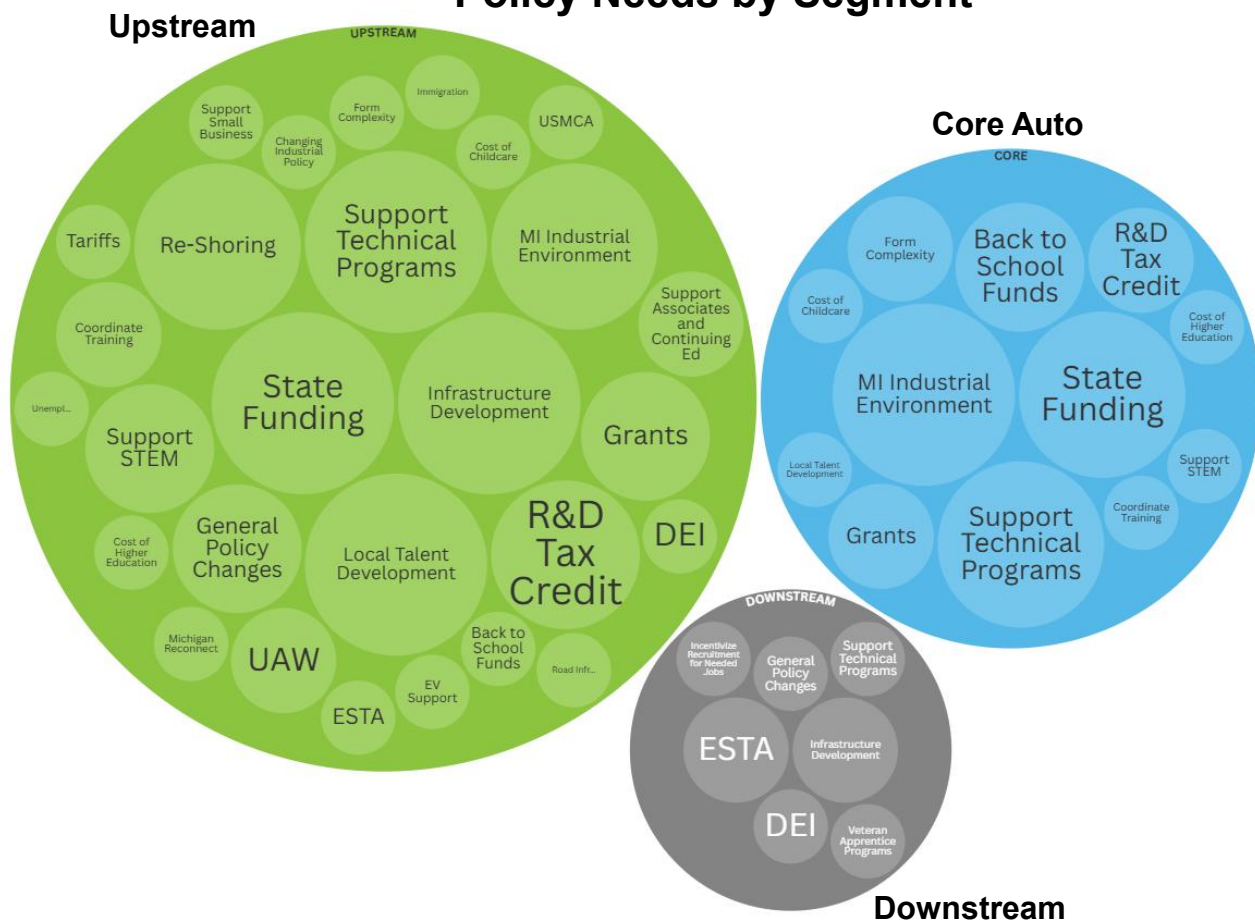 Policy Needs by Segment
Upstream
UPSTREAM
Support
Small
Business
Changing
Industrial
Policy
Form
Complexity
Immigration
Cost of
Childcare
USMCA
Tariffs
Re-Shoring
Support
Technical
Programs
MI Industrial
Environment
Support
Associates
and
Continuing
Ed
Coordinate
Training
Unempl...
State
Funding
Infrastructure
Development
Grants
Support
STEM
Cost of
Higher
Education
General
Policy
Changes
Local Talent
Development
R&D
Tax
Credit
DEI
Michigan
Reconnect
UAW
ESTA
EV
Support
Back to
School
Funds
Road Infr...
Core Auto
CORE
Form
Complexity
Back to
School
Funds
R&D
Tax
Credit
Cost of
Childcare
Cost of
Higher
Education
MI Industrial
Environment
State
Funding
Local Talent
Development
Support
STEM
Grants
Support
Technical
Programs
Coordinate
Training
DOWNSTREAM
Incentivize
Recruitment
for Needed
Jobs
General
Policy
Changes
Support
Technical
Programs
ESTA
Infrastructure
Development
DEI
Veteran
Apprentice
Programs
Downstream